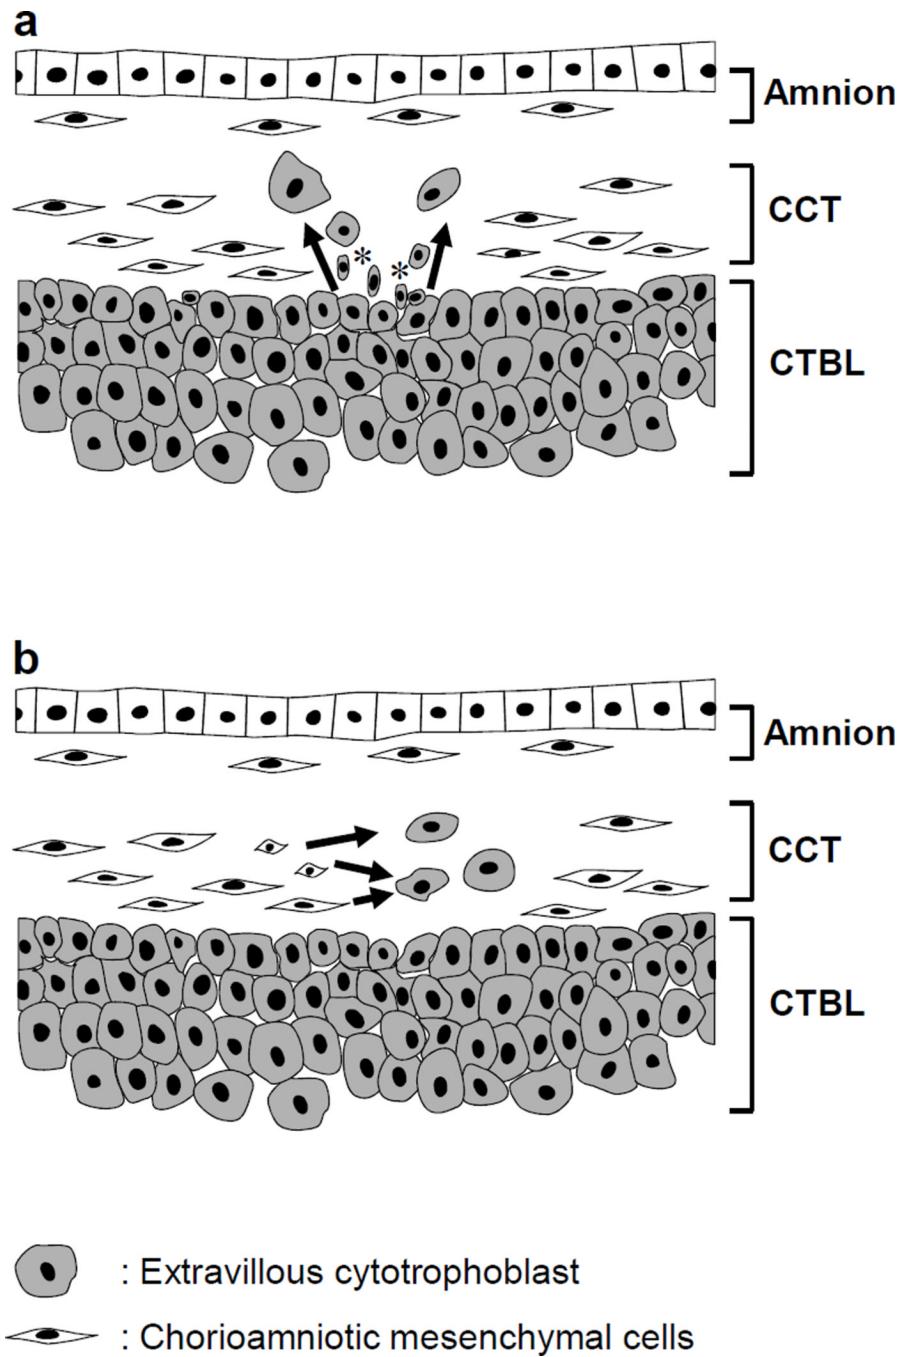 a
Amnion
CCT
* *
CTBL
b
Amnion
CCT
CTBL
: Extravillous cytotrophoblast
: Chorioamniotic mesenchymal cells